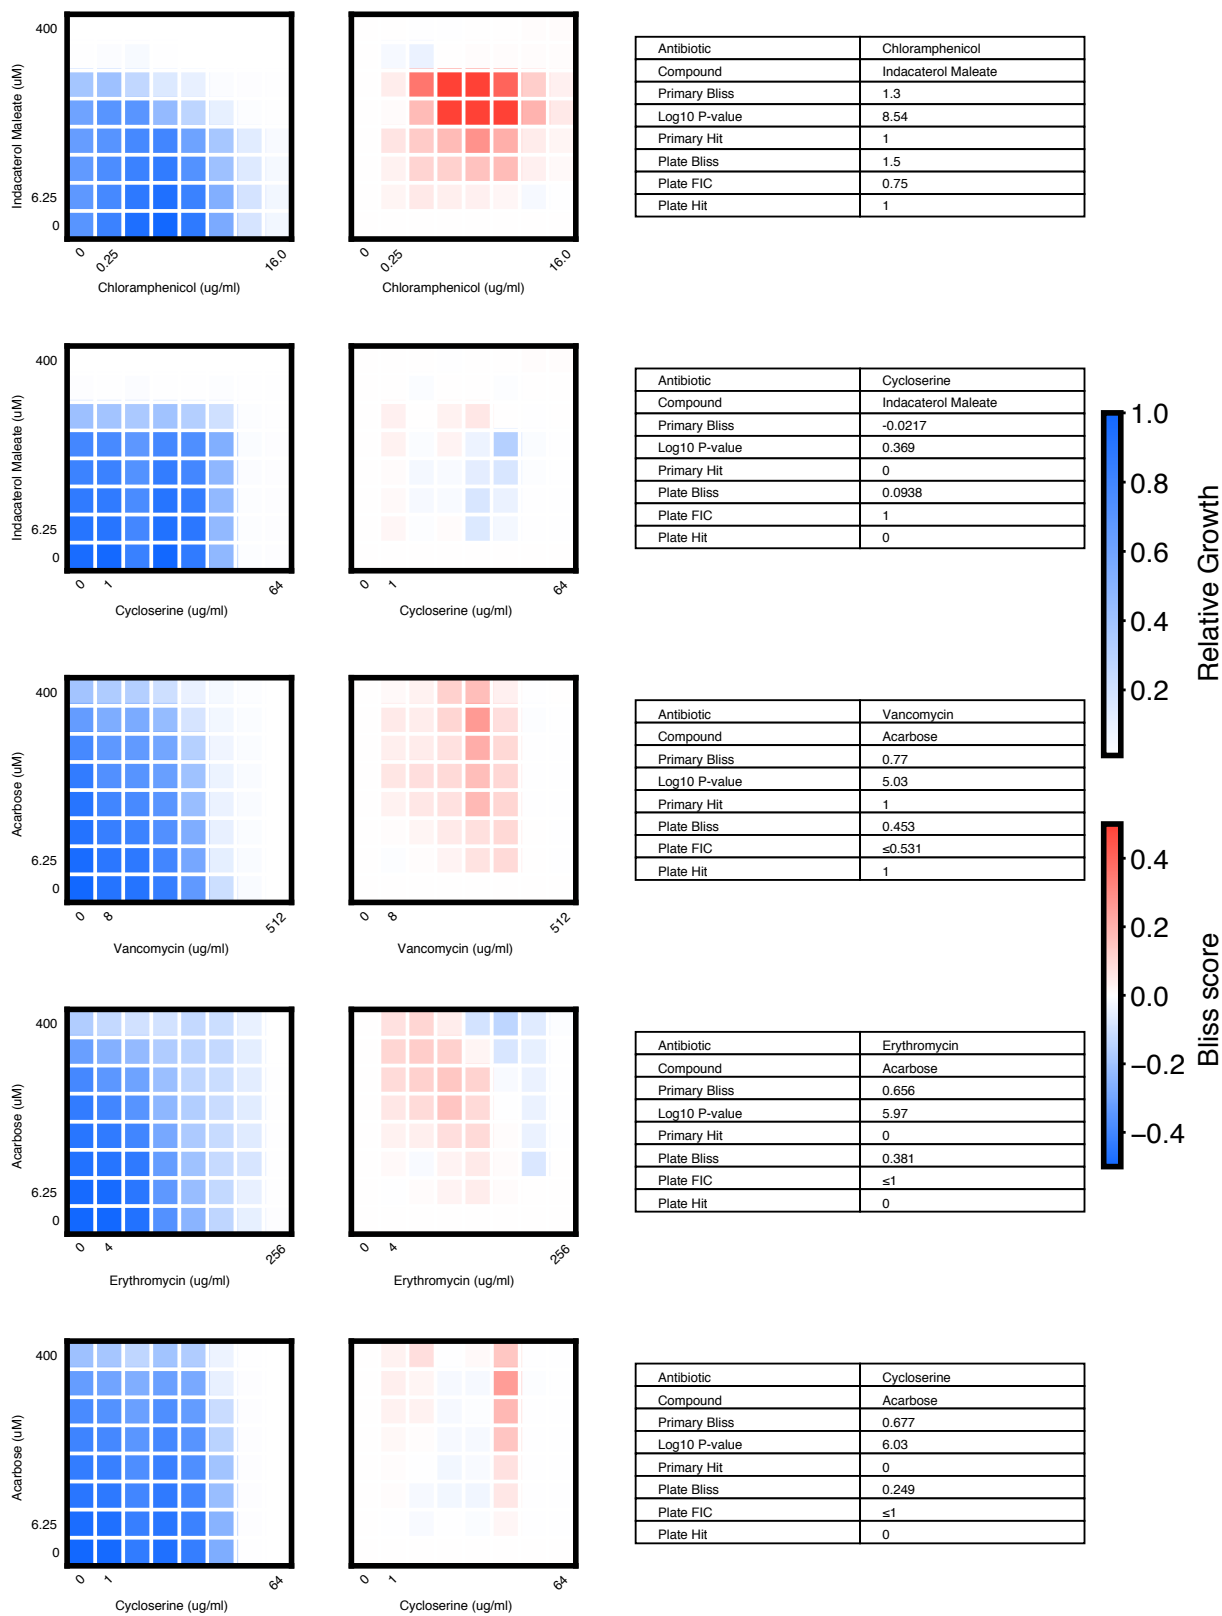 400
Indacaterol Maleate (uM)
6.25
0
0 0.25 16.0
Chloramphenicol (ug/ml)
0 0.25 16.0
Chloramphenicol (ug/ml)
Antibiotic Chloramphenicol
Compound Indacaterol Maleate
Primary Bliss 1.3
Log10 P-value 8.54
Primary Hit 1
Plate Bliss 1.5
Plate FIC 0.75
Plate Hit 1
400
Indacaterol Maleate (uM)
6.25
0
0 1 64
Cycloserine (ug/ml)
0 1 64
Cycloserine (ug/ml)
Antibiotic Cycloserine
Compound Indacaterol Maleate
Primary Bliss -0.0217
Log10 P-value 0.369
Primary Hit 0
Plate Bliss 0.0938
Plate FIC 1
Plate Hit 0
400
Acarbose (uM)
6.25
0
0 8 512
Vancomycin (ug/ml)
0 8 512
Vancomycin (ug/ml)
Antibiotic Vancomycin
Compound Acarbose
Primary Bliss 0.77
Log10 P-value 5.03
Primary Hit 1
Plate Bliss 0.453
Plate FIC ≤0.531
Plate Hit 1
400
Acarbose (uM)
6.25
0
0 4 256
Erythromycin (ug/ml)
0 4 256
Erythromycin (ug/ml)
Antibiotic Erythromycin
Compound Acarbose
Primary Bliss 0.656
Log10 P-value 5.97
Primary Hit 0
Plate Bliss 0.381
Plate FIC ≤1
Plate Hit 0
400
Acarbose (uM)
6.25
0
0 1 64
Cycloserine (ug/ml)
0 1 64
Cycloserine (ug/ml)
Antibiotic Cycloserine
Compound Acarbose
Primary Bliss 0.677
Log10 P-value 6.03
Primary Hit 0
Plate Bliss 0.249
Plate FIC ≤1
Plate Hit 0
1.0
0.8
0.6
0.4
0.2
Relative Growth
0.4
0.2
0.0
−0.2
−0.4
Bliss score